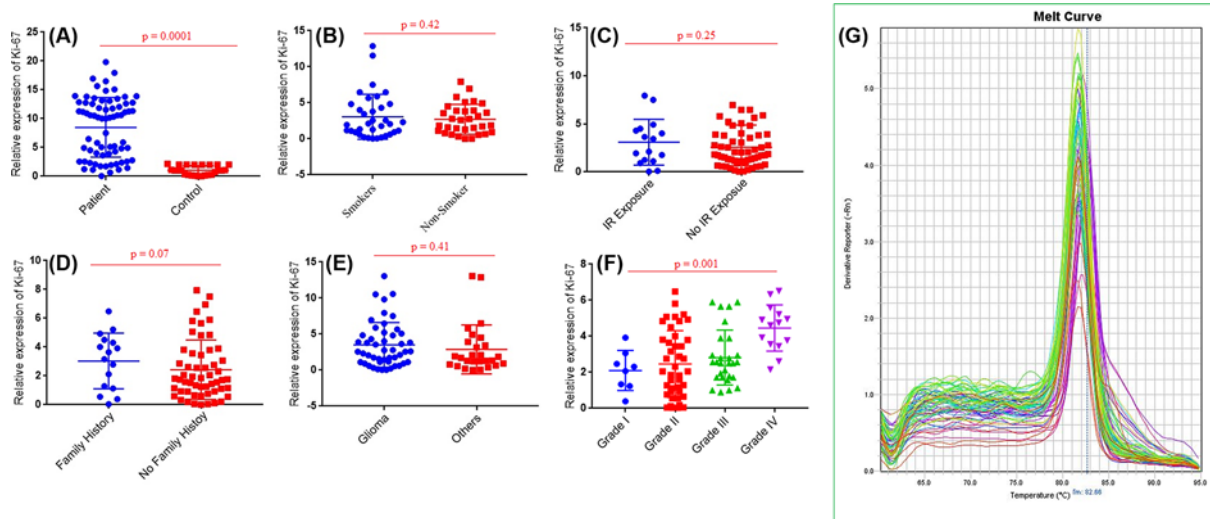 (A)
p = 0.0001
Relative expression of Ki-67
25
20
15
10
5
0
Patient
Control
(B)
p = 0.42
Relative expression of Ki-67
15
10
5
0
-5
Smokers
Non-Smoker
(C)
p = 0.25
Relative expression of Ki-67
15
10
5
0
IR Exposure
No IR Exposue
(D)
p = 0.07
Relative expression of Ki-67
10
8
6
4
2
0
Family History
No Family Histoy
(E)
p = 0.41
Relative expression of Ki-67
15
10
5
0
-5
Glioma
Others
(F)
p = 0.001
Relative expression of Ki-67
8
6
4
2
0
Grade I
Grade II
Grade III
Grade IV
(G)
Melt Curve
Derivative Reporter (-Rn')
5.0
4.0
3.0
2.0
1.0
0.0
65.0 70.0 75.0 80.0 85.0 90.0 95.0
Temperature (°C)
Tm: 82.66